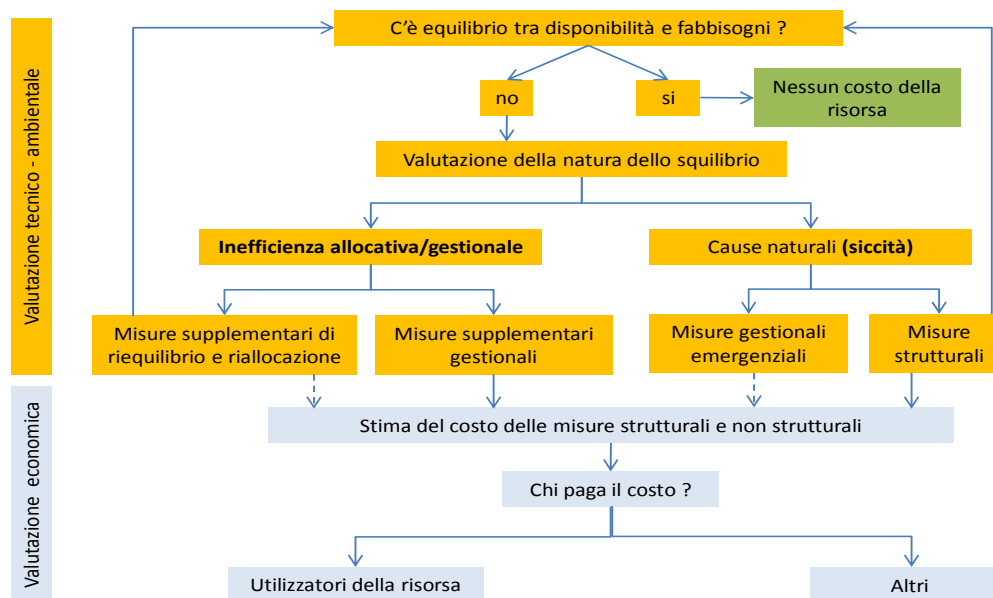 Valutazione tecnico - ambientale
C'è equilibrio tra disponibilità e fabbisogni ?
no
si
Nessun costo della
risorsa
Valutazione della natura dello squilibrio
Inefficienza allocativa/gestionale
Cause naturali (siccità)
Misure supplementari di
riequilibrio e riallocazione
Misure supplementari
gestionali
Misure gestionali
emergenziali
Misure
strutturali
Valutazione economica
Stima del costo delle misure strutturali e non strutturali
Chi paga il costo ?
Utilizzatori della risorsa
Altri